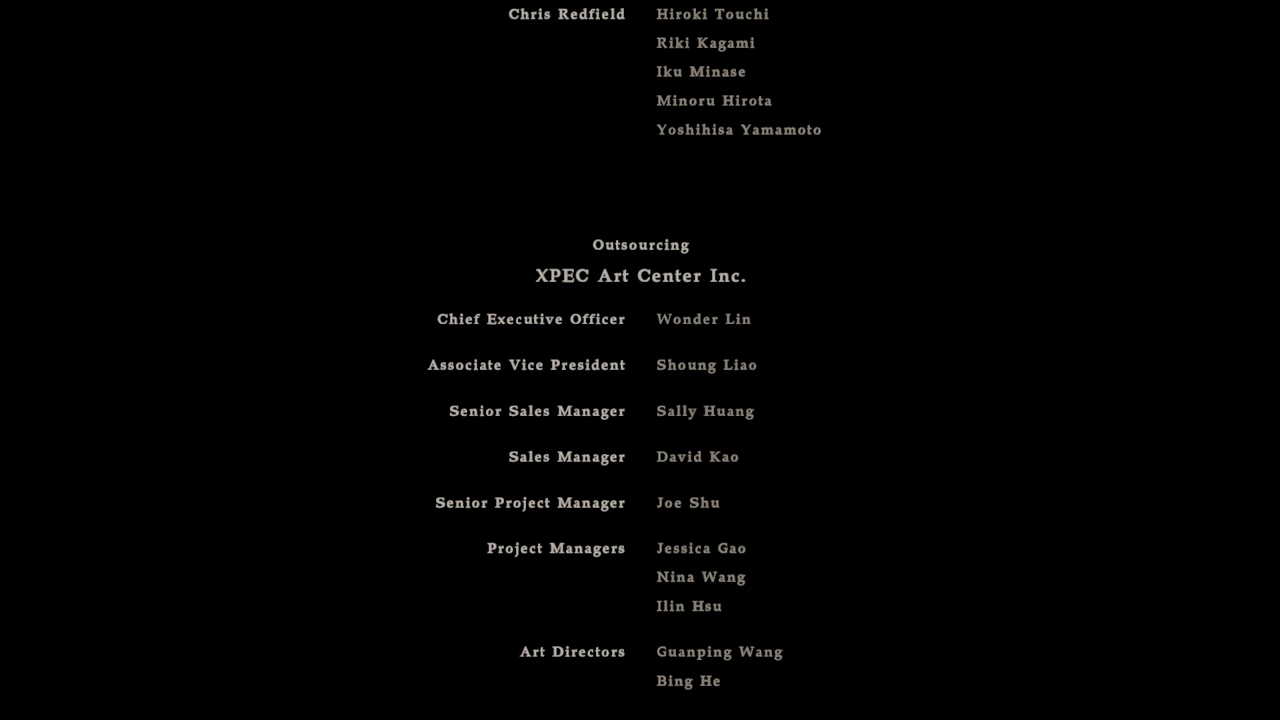 Chris Redfield Hiroki Touchi
Riki Kagami
Iku Minase
Minoru Hirota
Yoshihisa Yamamoto
Outsourcing
XPEC Art Center Inc.
Chief Executive Officer Wonder Lin
Associate Vice President Shoung Liao
Senior Sales Manager Sally Huang
Sales Manager David Kao
Senior Project Manager Joe Shu
Project Managers Jessica Gao
Nina Wang
Ilin Hsu
Art Directors Guanping Wang
Bing He